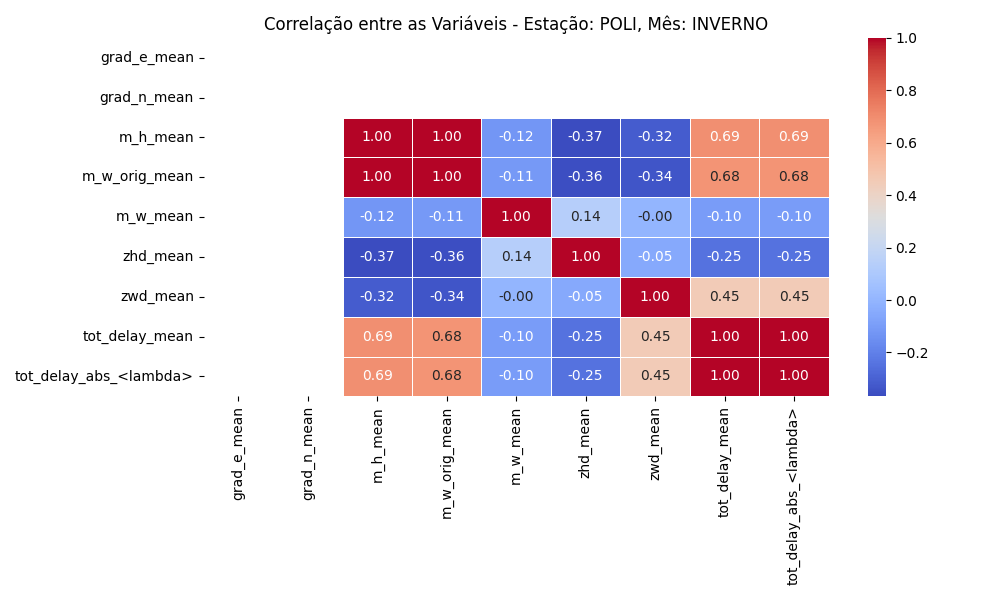 Correlação entre as Variáveis - Estação: POLI, Mês: INVERNO
grad_e_mean
grad_n_mean
m_h_mean 1.00 1.00 -0.12 -0.37 -0.32 0.69 0.69
m_w_orig_mean 1.00 1.00 -0.11 -0.36 -0.34 0.68 0.68
m_w_mean -0.12 -0.11 1.00 0.14 -0.00 -0.10 -0.10
zhd_mean -0.37 -0.36 0.14 1.00 -0.05 -0.25 -0.25
zwd_mean -0.32 -0.34 -0.00 -0.05 1.00 0.45 0.45
tot_delay_mean 0.69 0.68 -0.10 -0.25 0.45 1.00 1.00
tot_delay_abs_<lambda> 0.69 0.68 -0.10 -0.25 0.45 1.00 1.00
grad_e_mean
grad_n_mean
m_h_mean
m_w_orig_mean
m_w_mean
zhd_mean
zwd_mean
tot_delay_mean
tot_delay_abs_<lambda>
1.0
0.8
0.6
0.4
0.2
0.0
−0.2